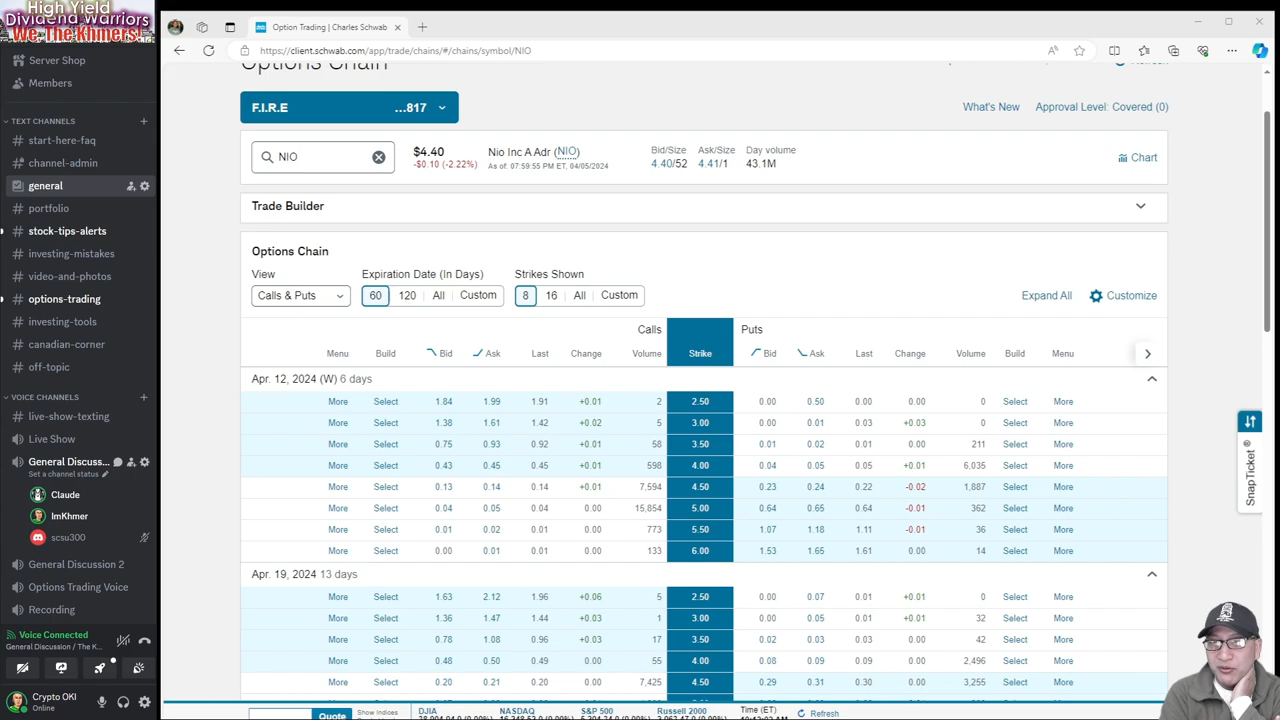 High Yield
Dividend Warriors
We The Khmers!
Server Shop
Members
TEXT CHANNELS
start-here-faq
channel-admin
general
portfolio
stock-tips-alerts
investing-mistakes
video-and-photos
options-trading
investing-tools
canadian-corner
off-topic
VOICE CHANNELS
live-show-texting
Live Show
General Discuss...
Set a channel status
Claude
ImKhmer
scsu300
General Discussion 2
Options Trading Voice
Recording
Voice Connected
General Discussion / The K...
Crypto OKI
Online
Option Trading | Charles Schwab
https://client.schwab.com/app/trade/chains/#/chains/symbol/NIO
Options Chain
Refresh
F.I.R.E ...817
What's New Approval Level: Covered (0)
NIO
$4.40
-$0.10 (-2.22%)
Nio Inc A Adr (NIO)
As of: 07:59:55 PM ET, 04/05/2024
Bid/Size
4.40/52
Ask/Size
4.41/1
Day volume
43.1M
Chart
Trade Builder
Options Chain
View Expiration Date (In Days) Strikes Shown
Calls & Puts 60 120 All Custom 8 16 All Custom
Expand All Customize
Calls Puts
Menu Build Bid Ask Last Change Volume Strike Bid Ask Last Change Volume Build Menu
Apr. 12, 2024 (W) 6 days
More Select 1.84 1.99 1.91 +0.01 2 2.50 0.00 0.50 0.00 0.00 0 Select More
More Select 1.38 1.61 1.42 +0.02 5 3.00 0.00 0.01 0.03 +0.03 0 Select More
More Select 0.75 0.93 0.92 +0.01 58 3.50 0.01 0.02 0.01 0.00 211 Select More
More Select 0.43 0.45 0.45 +0.01 598 4.00 0.04 0.05 0.05 +0.01 6,035 Select More
More Select 0.13 0.14 0.14 +0.01 7,594 4.50 0.23 0.24 0.22 -0.02 1,887 Select More
More Select 0.04 0.05 0.04 0.00 15,854 5.00 0.64 0.65 0.64 -0.01 362 Select More
More Select 0.01 0.02 0.01 0.00 773 5.50 1.07 1.18 1.11 -0.01 36 Select More
More Select 0.00 0.01 0.01 0.00 133 6.00 1.53 1.65 1.61 0.00 14 Select More
Apr. 19, 2024 13 days
More Select 1.63 2.12 1.96 +0.06 5 2.50 0.00 0.07 0.01 +0.01 0 Select More
More Select 1.36 1.47 1.44 +0.03 1 3.00 0.00 0.05 0.01 +0.01 32 Select More
More Select 0.78 1.08 0.96 +0.03 17 3.50 0.02 0.03 0.03 0.00 42 Select More
More Select 0.48 0.50 0.49 0.00 55 4.00 0.08 0.09 0.09 0.00 2,496 Select More
More Select 0.20 0.21 0.20 0.00 7,425 4.50 0.29 0.31 0.30 0.00 3,255 Select More
SnapTicket ®
Quote
Show Indices
DJIA NASDAQ S&P 500 Russell 2000 Time (ET)
Refresh